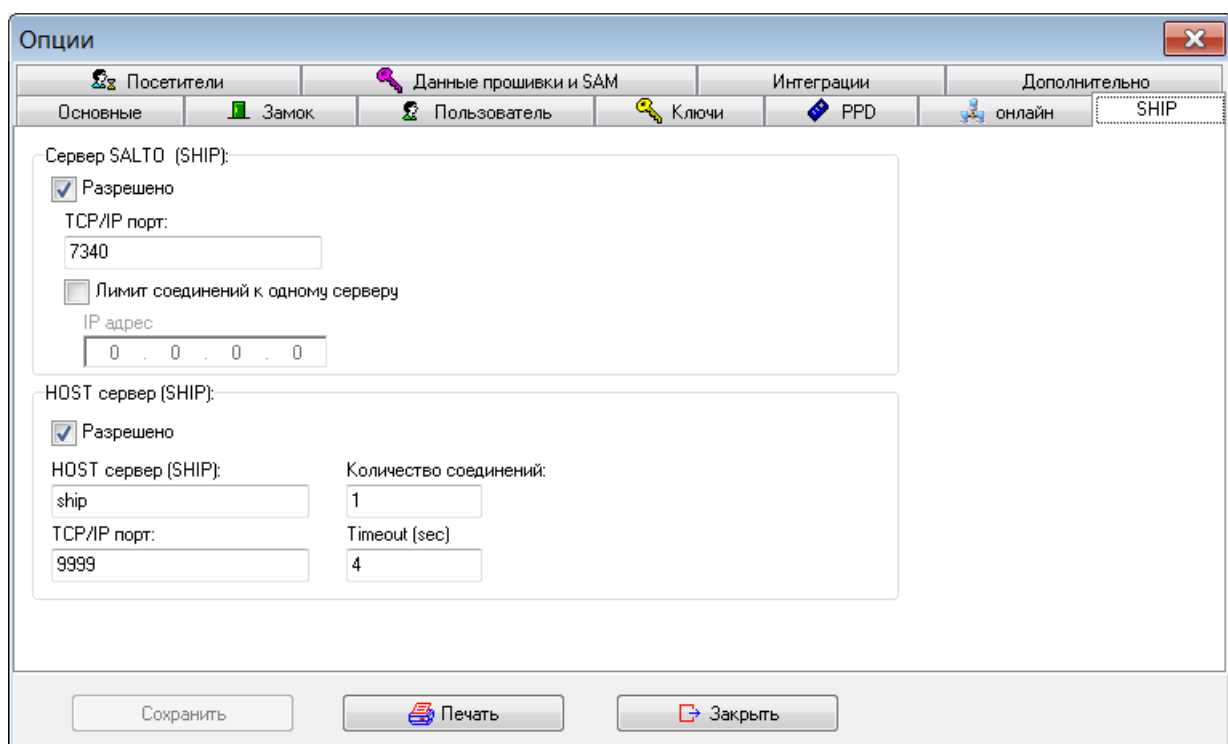 Опции
Посетители Данные прошивки и SAM Интеграции Дополнительно
Основные Замок Пользователь Ключи PPD онлайн SHIP
Сервер SALTO (SHIP):
Разрешено
TCP/IP порт:
7340
Лимит соединений к одному серверу
IP адрес
0 . 0 . 0 . 0
HOST сервер (SHIP):
Разрешено
HOST сервер (SHIP): Количество соединений:
ship 1
TCP/IP порт: Timeout (sec)
9999 4
Сохранить Печать Закрыть